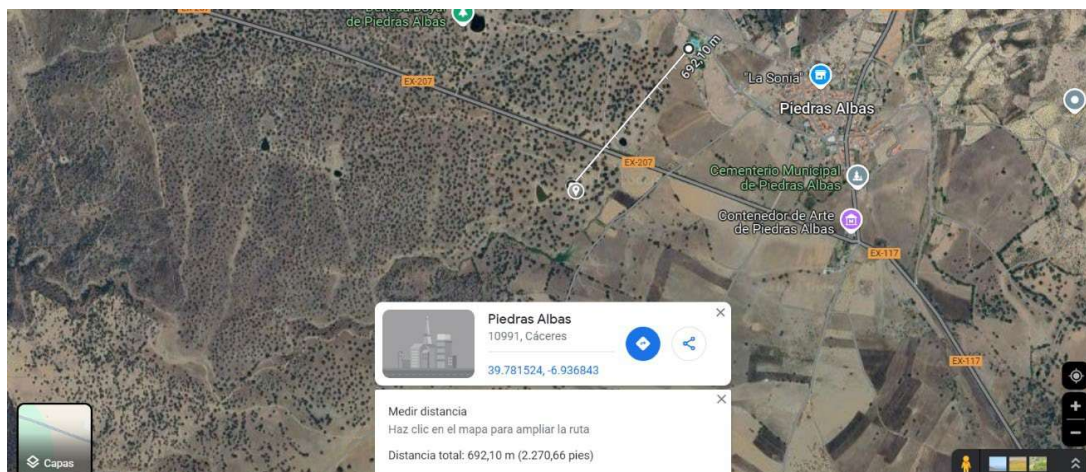 Dehesa Boyal
de Piedras Albas
692,10 m
EX-207
"La Sonia"
Piedras Albas
EX-207
Cementerio Municipal
de Piedras Albas
Contenedor de Arte
de Piedras Albas
EX-117
EX-117
Piedras Albas
10991, Cáceres
39.781524, -6.936843
Medir distancia
Haz clic en el mapa para ampliar la ruta
Distancia total: 692,10 m (2.270,66 pies)
Capas